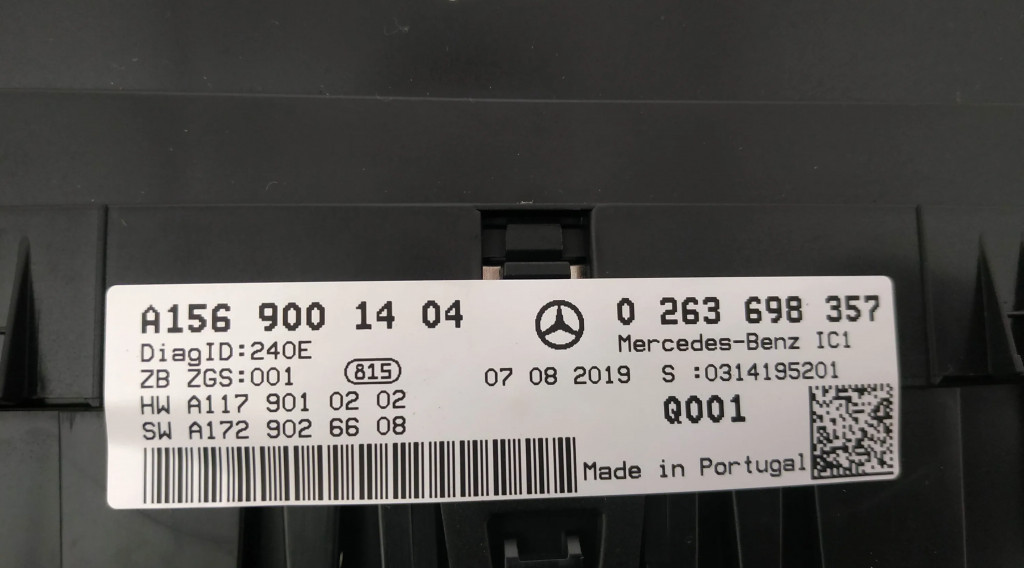 A156 900 14 04
DiagID:240E
ZB ZGS:001 815
HW A117 901 02 02
SW A172 902 66 08
0 263 698 357
Mercedes-Benz IC1
07 08 2019 S :0314195201
Q001
Made in Portugal